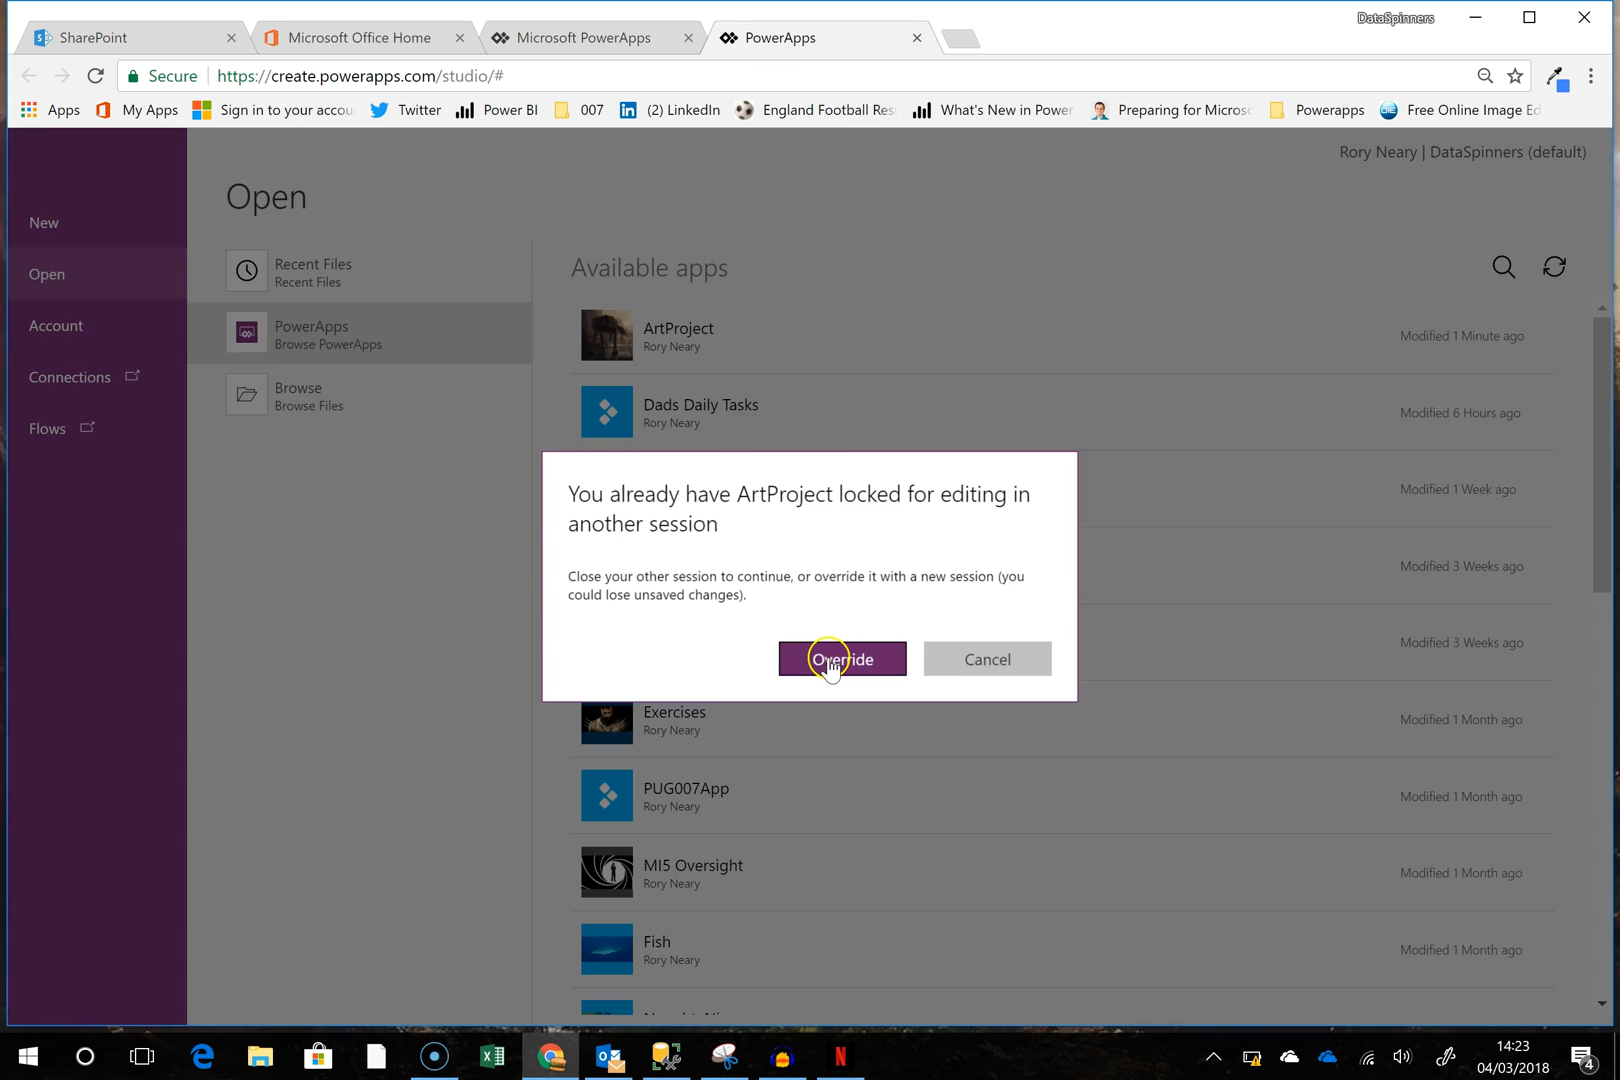 DataSpinners
SharePoint
Microsoft Office Home
Microsoft PowerApps
PowerApps
Secure
https://create.powerapps.com/studio/#
Apps
My Apps
Sign in to your accou
Twitter
Power BI
007
(2) LinkedIn
England Football Res
What's New in Power
Preparing for Micros
Powerapps
Free Online Image Ed
Rory Neary | DataSpinners (default)
New
Open
Account
Connections
Flows
Open
Recent Files
Recent Files
PowerApps
Browse PowerApps
Browse
Browse Files
Available apps
ArtProject
Rory Neary
Modified 1 Minute ago
Dads Daily Tasks
Rory Neary
Modified 6 Hours ago
Modified 1 Week ago
Modified 3 Weeks ago
Modified 3 Weeks ago
You already have ArtProject locked for editing in
another session
Close your other session to continue, or override it with a new session (you
could lose unsaved changes).
Override
Cancel
Exercises
Rory Neary
Modified 1 Month ago
PUG007App
Rory Neary
Modified 1 Month ago
MI5 Oversight
Rory Neary
Modified 1 Month ago
Fish
Rory Neary
Modified 1 Month ago
14:23
04/03/2018
4